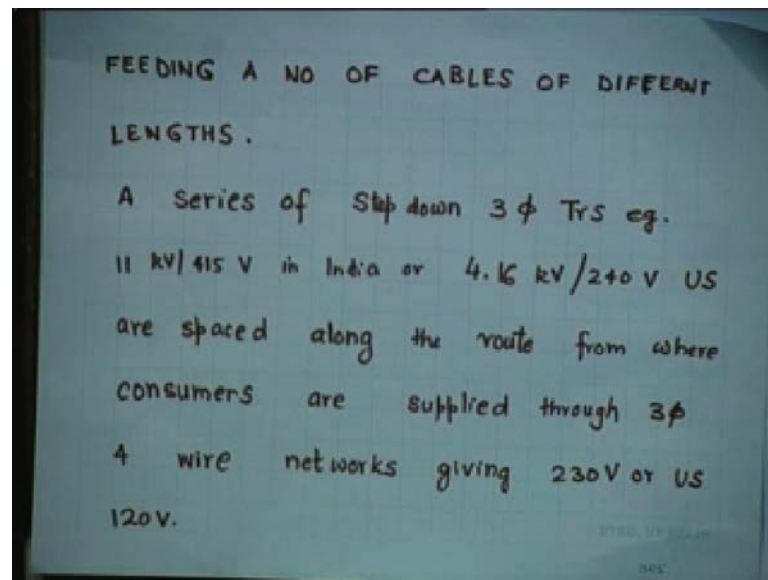 FEEDING A NO OF CABLES OF DIFFERNT
LENGTHS.
A series of Step down 3 φ Trs eg.
11 kV/415 V in India or 4.16 kV/240 V US
are spaced along the route from where
consumers are supplied through 3φ
4 wire networks giving 230V or US
120V.